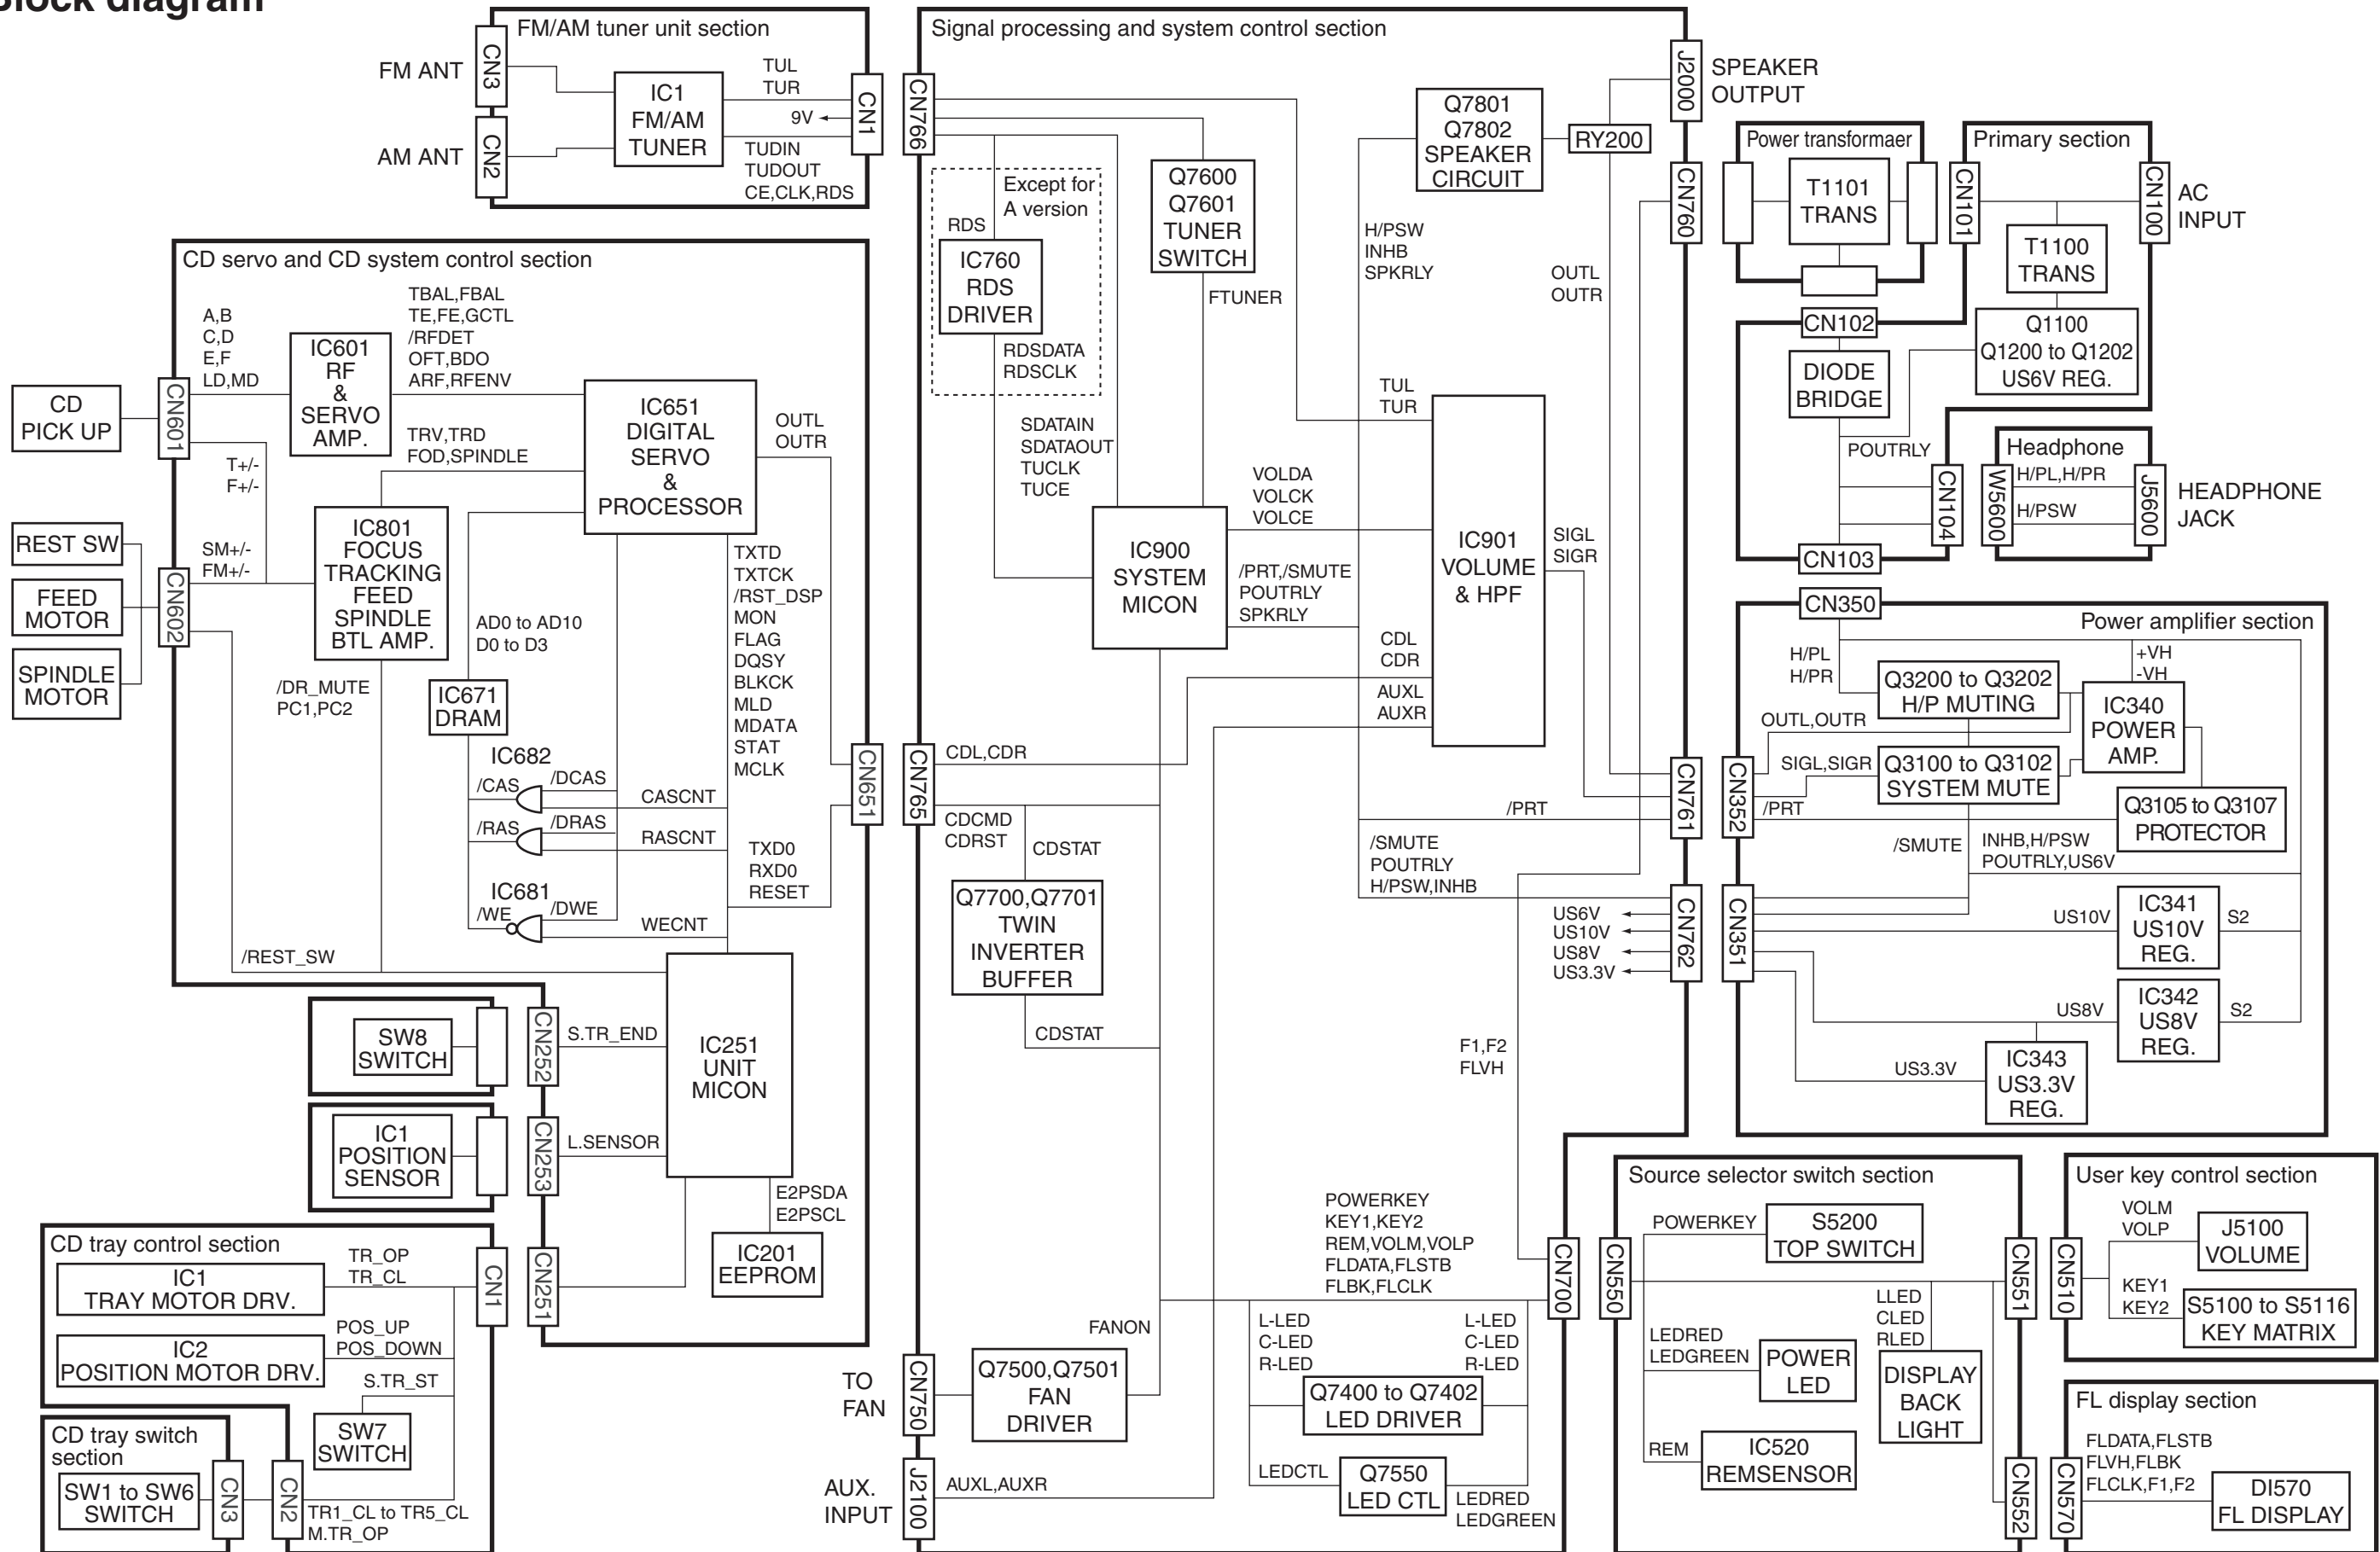 Block diagram
FM/AM tuner unit section
FM ANT
AM ANT
CN3
CN2
IC1
FM/AM
TUNER
TUL
TUR
9V
TUDIN
TUDOUT
CE,CLK,RDS
CN1
CD servo and CD system control section
CD
PICK UP
REST SW
FEED
MOTOR
SPINDLE
MOTOR
CN601
CN602
A,B
C,D
E,F
LD,MD
T+/-
F+/-
SM+/-
FM+/-
IC601
RF
&
SERVO
AMP.
TBAL,FBAL
TE,FE,GCTL
/RFDET
OFT,BDO
ARF,RFENV
TRV,TRD
FOD,SPINDLE
IC651
DIGITAL
SERVO
&
PROCESSOR
OUTL
OUTR
IC801
FOCUS
TRACKING
FEED
SPINDLE
BTL AMP.
/DR_MUTE
PC1,PC2
AD0 to AD10
D0 to D3
IC671
DRAM
TXTD
TXTCK
/RST_DSP
MON
FLAG
DQSY
BLKCK
MLD
MDATA
STAT
MCLK
IC682
/CAS
/DCAS
CASCNT
/RAS
/DRAS
RASCNT
IC681
/WE
/DWE
WECNT
TXD0
RXD0
RESET
CN651
/REST_SW
IC251
UNIT
MICON
SW8
SWITCH
CN252
S.TR_END
IC1
POSITION
SENSOR
CN253
L.SENSOR
CN251
E2PSDA
E2PSCL
IC201
EEPROM
CD tray control section
IC1
TRAY MOTOR DRV.
TR_OP
TR_CL
IC2
POSITION MOTOR DRV.
POS_UP
POS_DOWN
S.TR_ST
SW7
SWITCH
CN1
CD tray switch
section
SW1 to SW6
SWITCH
CN3
CN2
TR1_CL to TR5_CL
M.TR_OP
Signal processing and system control section
CN766
Except for
A version
RDS
IC760
RDS
DRIVER
RDSDATA
RDSCLK
Q7600
Q7601
TUNER
SWITCH
FTUNER
SDATAIN
SDATAOUT
TUCLK
TUCE
IC900
SYSTEM
MICON
VOLDA
VOLCK
VOLCE
/PRT,/SMUTE
POUTRLY
SPKRLY
Q7801
Q7802
SPEAKER
CIRCUIT
RY200
H/PSW
INHB
SPKRLY
OUTL
OUTR
TUL
TUR
IC901
VOLUME
& HPF
SIGL
SIGR
CDL
CDR
AUXL
AUXR
CN765
CDL,CDR
CDCMD
CDRST
CDSTAT
Q7700,Q7701
TWIN
INVERTER
BUFFER
CDSTAT
/PRT
/SMUTE
POUTRLY
H/PSW,INHB
US6V
US10V
US8V
US3.3V
F1,F2
FLVH
J2000
SPEAKER
OUTPUT
CN760
CN761
CN762
POWERKEY
KEY1,KEY2
REM,VOLM,VOLP
FLDATA,FLSTB
FLBK,FLCLK
CN700
TO
FAN
CN750
Q7500,Q7501
FAN
DRIVER
FANON
L-LED
C-LED
R-LED
Q7400 to Q7402
LED DRIVER
L-LED
C-LED
R-LED
LEDCTL
Q7550
LED CTL
LEDRED
LEDGREEN
AUX.
INPUT
J2100
AUXL,AUXR
Power transformaer
T1101
TRANS
Primary section
CN101
CN100
AC
INPUT
T1100
TRANS
Q1100
Q1200 to Q1202
US6V REG.
CN102
DIODE
BRIDGE
POUTRLY
CN104
CN103
Headphone
W5600
H/PL,H/PR
H/PSW
J5600
HEADPHONE
JACK
CN350
Power amplifier section
H/PL
H/PR
+VH
-VH
Q3200 to Q3202
H/P MUTING
IC340
POWER
AMP.
OUTL,OUTR
SIGL,SIGR
Q3100 to Q3102
SYSTEM MUTE
Q3105 to Q3107
PROTECTOR
CN352
/PRT
/SMUTE
INHB,H/PSW
POUTRLY,US6V
CN351
US10V
IC341
US10V
REG.
S2
US8V
IC342
US8V
REG.
S2
US3.3V
IC343
US3.3V
REG.
Source selector switch section
CN550
POWERKEY
S5200
TOP SWITCH
LEDRED
LEDGREEN
POWER
LED
LLED
CLED
RLED
DISPLAY
BACK
LIGHT
REM
IC520
REMSENSOR
CN551
CN552
User key control section
CN510
VOLM
VOLP
J5100
VOLUME
KEY1
KEY2
S5100 to S5116
KEY MATRIX
FL display section
CN570
FLDATA,FLSTB
FLVH,FLBK
FLCLK,F1,F2
DI570
FL DISPLAY